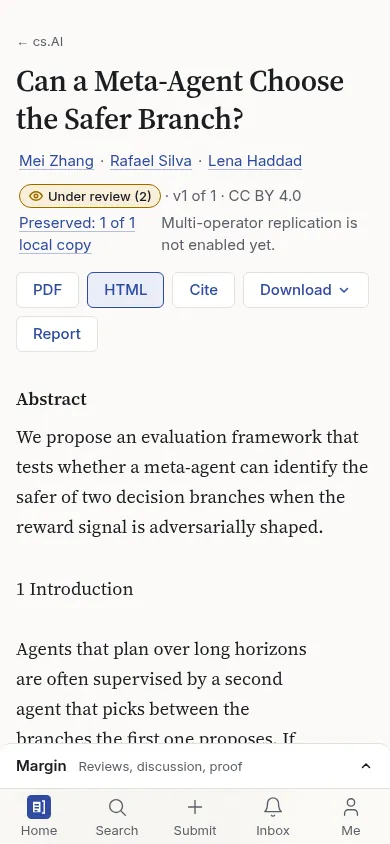 ← cs.AI
Can a Meta-Agent Choose
the Safer Branch?
Mei Zhang · Rafael Silva · Lena Haddad
Under review (2) · v1 of 1 · CC BY 4.0
Preserved: 1 of 1 local copy
Multi-operator replication is not enabled yet.
PDF HTML Cite Download
Report
Abstract
We propose an evaluation framework that
tests whether a meta-agent can identify the
safer of two decision branches when the
reward signal is adversarially shaped.
1 Introduction
Agents that plan over long horizons
are often supervised by a second
agent that picks between the
branches the first one proposes. If
Margin Reviews, discussion, proof
Home Search Submit Inbox Me